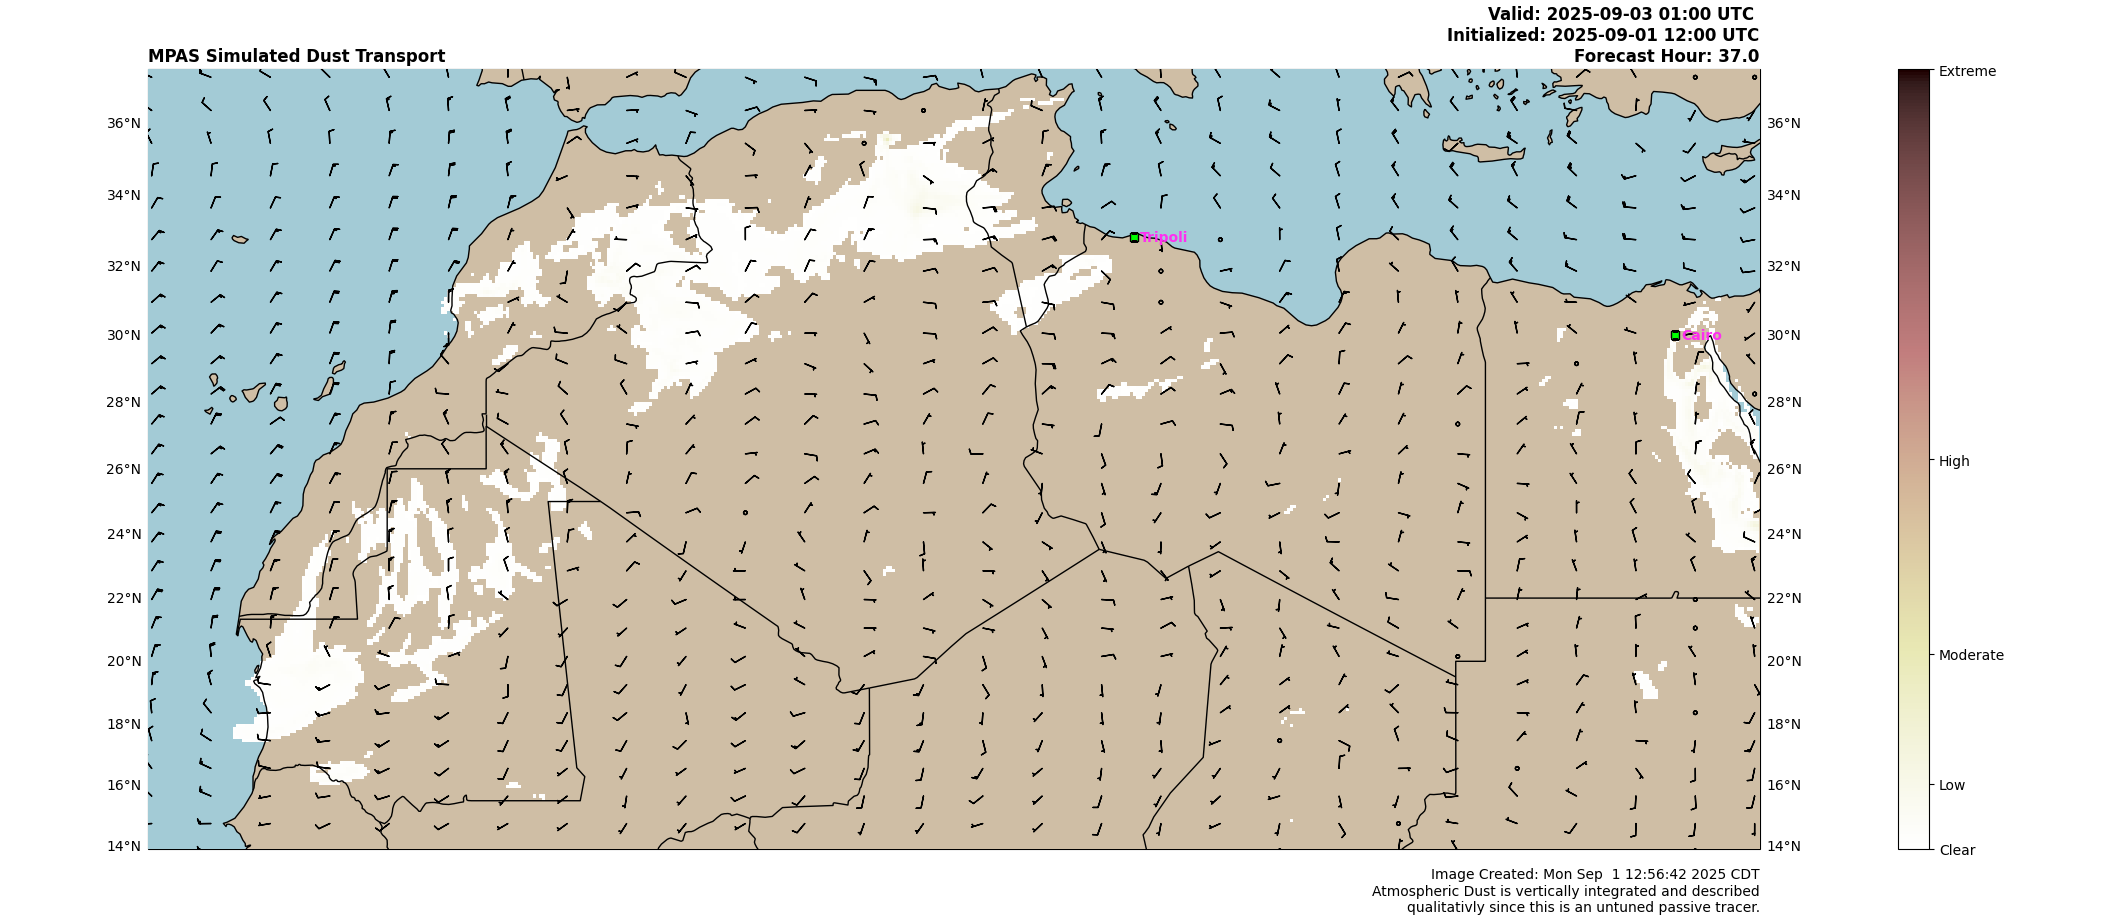 Valid: 2025-09-03 01:00 UTC
Initialized: 2025-09-01 12:00 UTC
MPAS Simulated Dust Transport
Forecast Hour: 37.0
Extreme
36°N
36°N
34°N
34°N
Tripoli
32°N
32°N
30°N
Cairo
30°N
28°N
28°N
26°N
26°N
High
24°N
24°N
22°N
22°N
20°N
20°N
Moderate
18°N
18°N
16°N
16°N
Low
14°N
14°N
Clear
Image Created: Mon Sep  1 12:56:42 2025 CDT
Atmospheric Dust is vertically integrated and described
qualitativly since this is an untuned passive tracer.